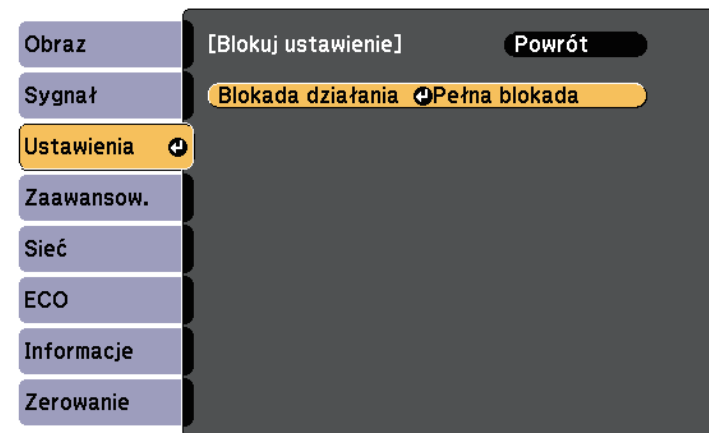 Obraz
Sygnał
Ustawienia
Zaawansow.
Sieć
ECO
Informacje
Zerowanie
[Blokuj ustawienie] Powrót
Blokada działania Pełna blokada